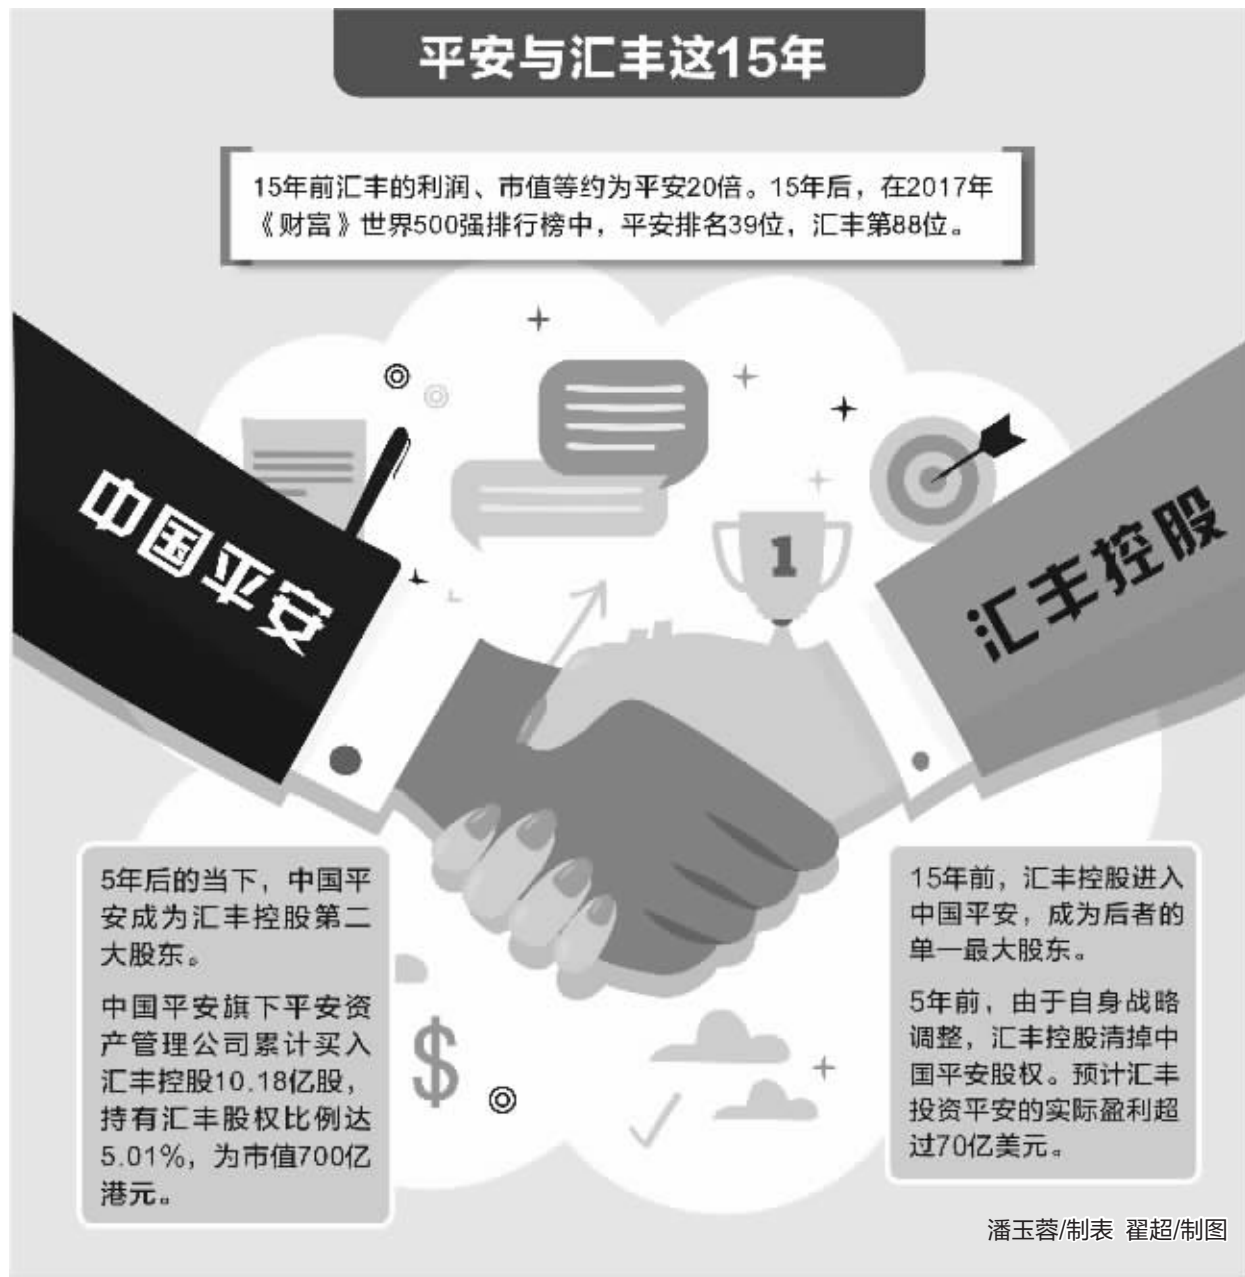 平安与汇丰这15年
15年前汇丰的利润、市值等约为平安20倍。15年后，在2017年
《财富》世界500强排行榜中，平安排名39位，汇丰第88位。
1
中国平安
汇丰控股
5年后的当下，中国平
安成为汇丰控股第二
大股东。
中国平安旗下平安资
产管理公司累计买入
汇丰控股10.18亿股，
持有汇丰股权比例达
5.01%，为市值700亿
港元。
$
15年前，汇丰控股进入
中国平安，成为后者的
单一最大股东。
5年前，由于自身战略
调整，汇丰控股清掉中
国平安股权。预计汇丰
投资平安的实际盈利超
过70亿美元。
潘玉蓉/制表 翟超/制图